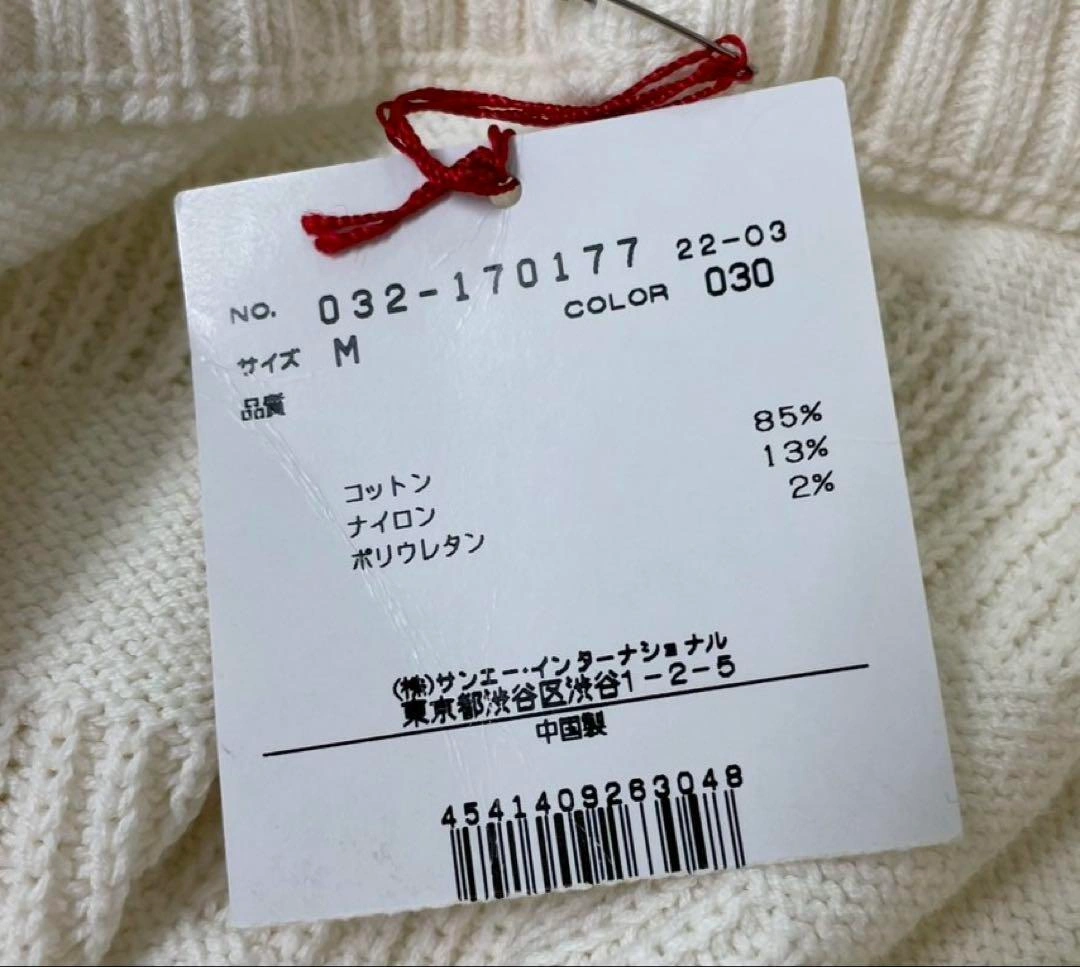 NO. 032-170177 22-03
COLOR 030
サイズ M
品質
コットン 85%
ナイロン 13%
ポリウレタン 2%
(株)サンエー・インターナショナル
東京都渋谷区渋谷1-2-5
中国製
4541409263048